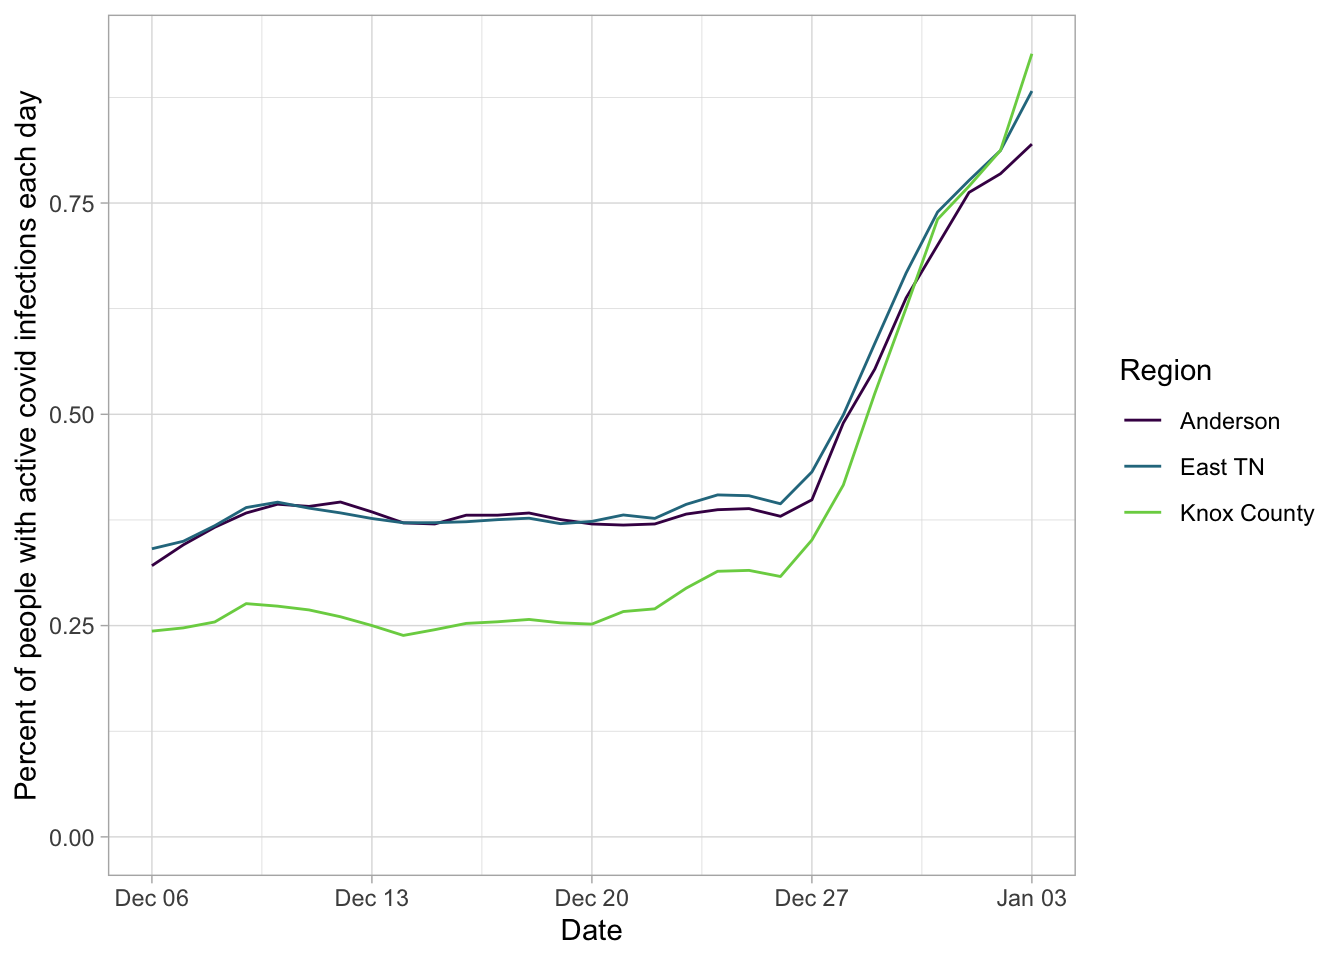 Percent of people with active covid infections each day
0.75
0.50
0.25
0.00
Dec 06 Dec 13 Dec 20 Dec 27 Jan 03
Date
Region
Anderson
East TN
Knox County